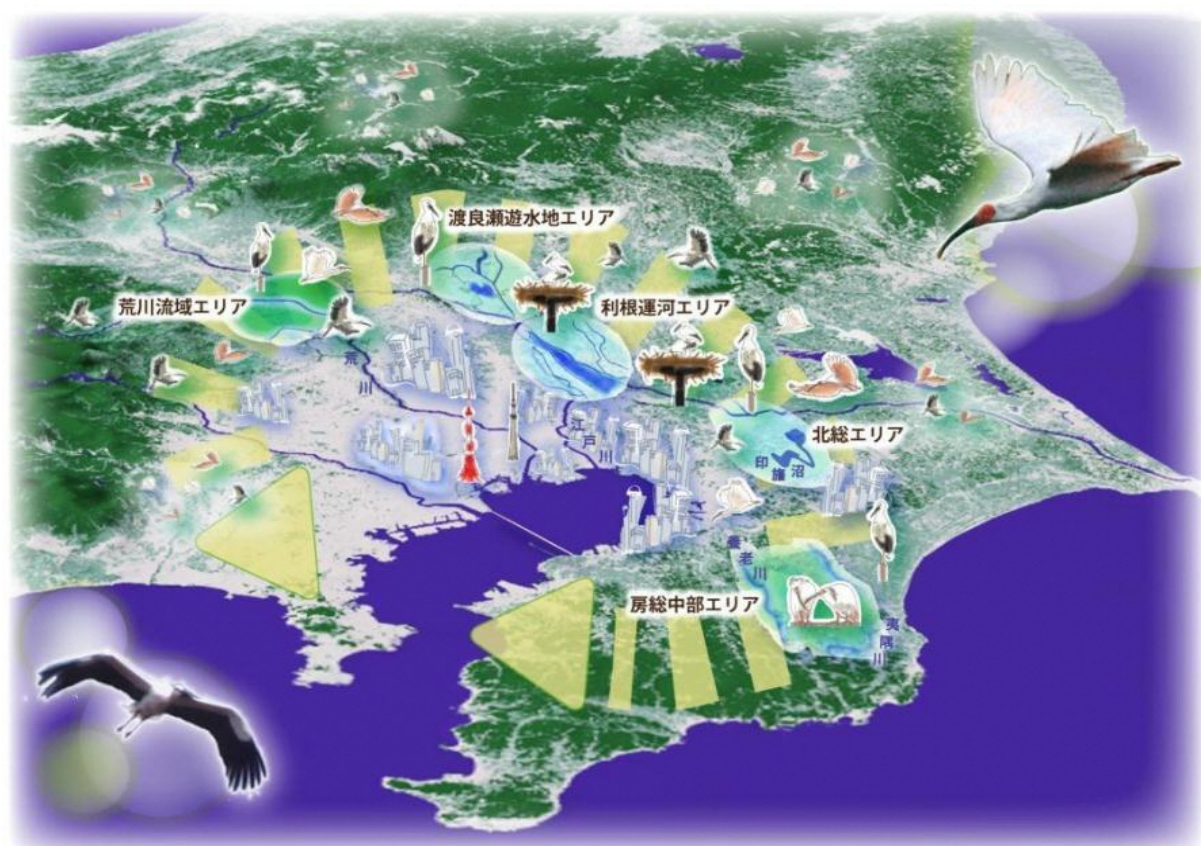 渡良瀬遊水地エリア
荒川流域エリア
利根運河エリア
荒川
江戸川
北総エリア
印旛沼
養老川
房総中部エリア
夷隅川